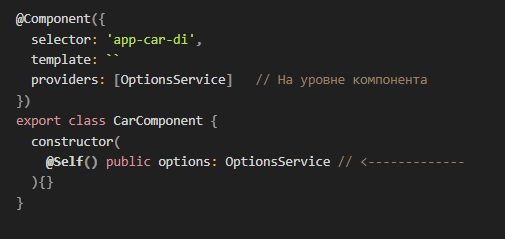 @Component({
  selector: 'app-car-di',
  template: ``
  providers: [OptionsService]   // На уровне компонента
})
export class CarComponent {
  constructor(
    @Self() public options: OptionsService // <-------------
  ){}
}